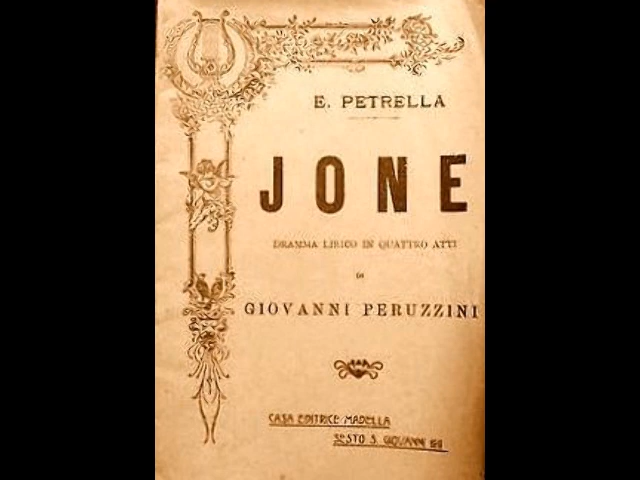 E. PETRELLA
JONE
DRAMMA LIRICO IN QUATTRO ATTI
DI
GIOVANNI PERUZZINI
CASA EDITRICE MADELLA
SESTO S. GIOVANNI